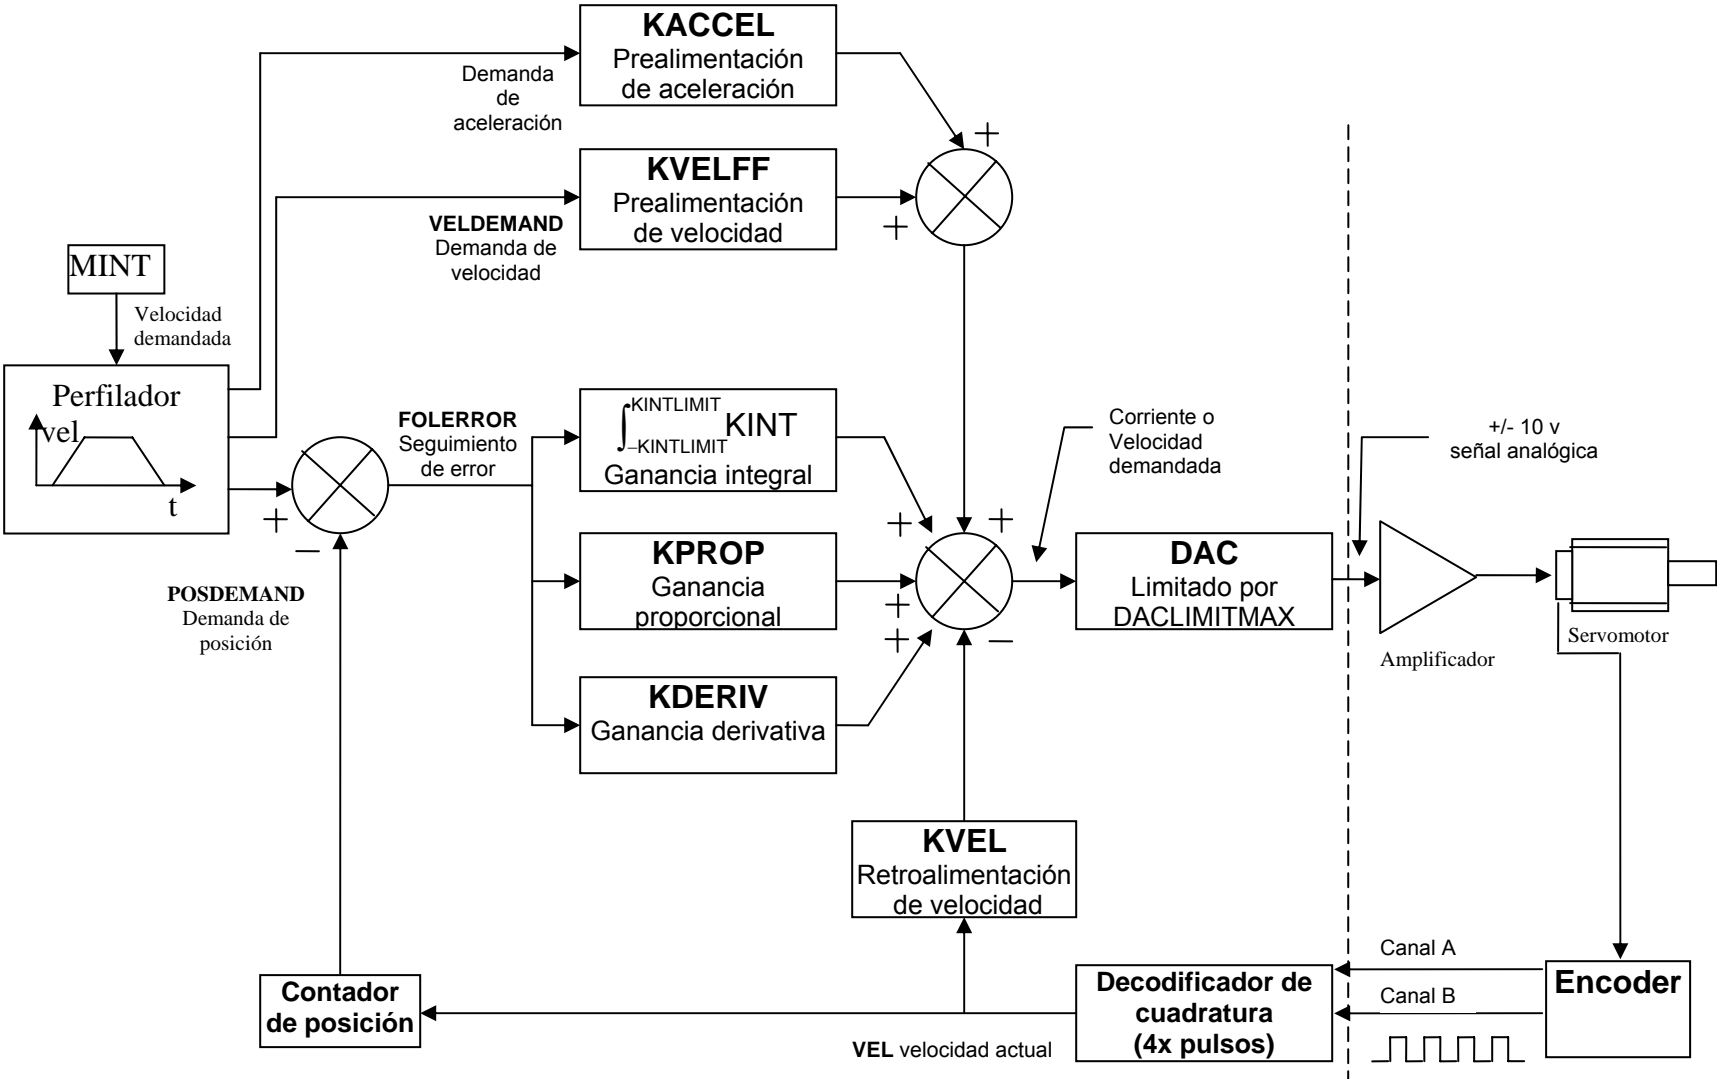 KACCEL
Prealimentación
de aceleración
Demanda
de
aceleración
+
KVELFF
Prealimentación
de velocidad
+
VELDEMAND
Demanda de
velocidad
MINT
Velocidad
demandada
Perfilador
vel
t
+
−
FOLERROR
Seguimiento
de error
∫
KINTLIMIT
−KINTLIMIT
KINT
Ganancia integral
Corriente o
Velocidad
demandada
+/- 10 v
señal analógica
+
+
KPROP
Ganancia
proporcional
+
+
−
DAC
Limitado por
DACLIMITMAX
Amplificador
Servomotor
POSDEMAND
Demanda de
posición
KDERIV
Ganancia derivativa
KVEL
Retroalimentación
de velocidad
Contador
de posición
VEL velocidad actual
Decodificador de
cuadratura
(4x pulsos)
Canal A
Canal B
Encoder